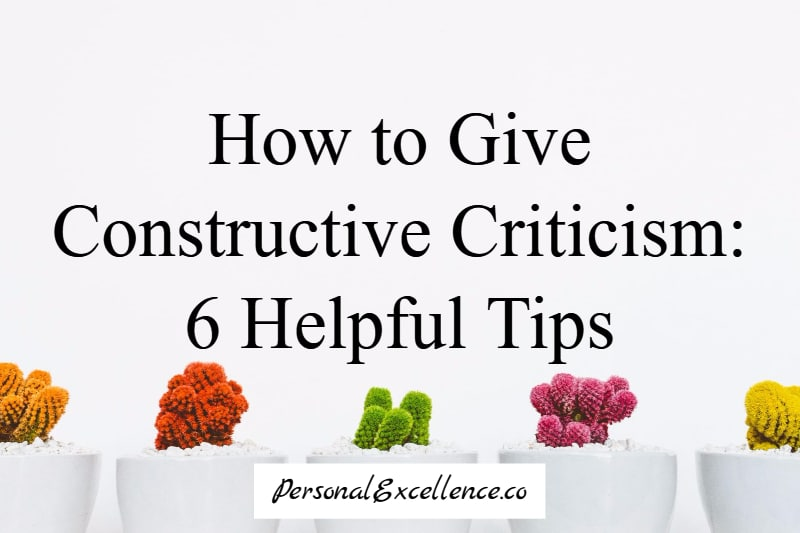 How to Give
Constructive Criticism:
6 Helpful Tips
PersonalExcellence.co